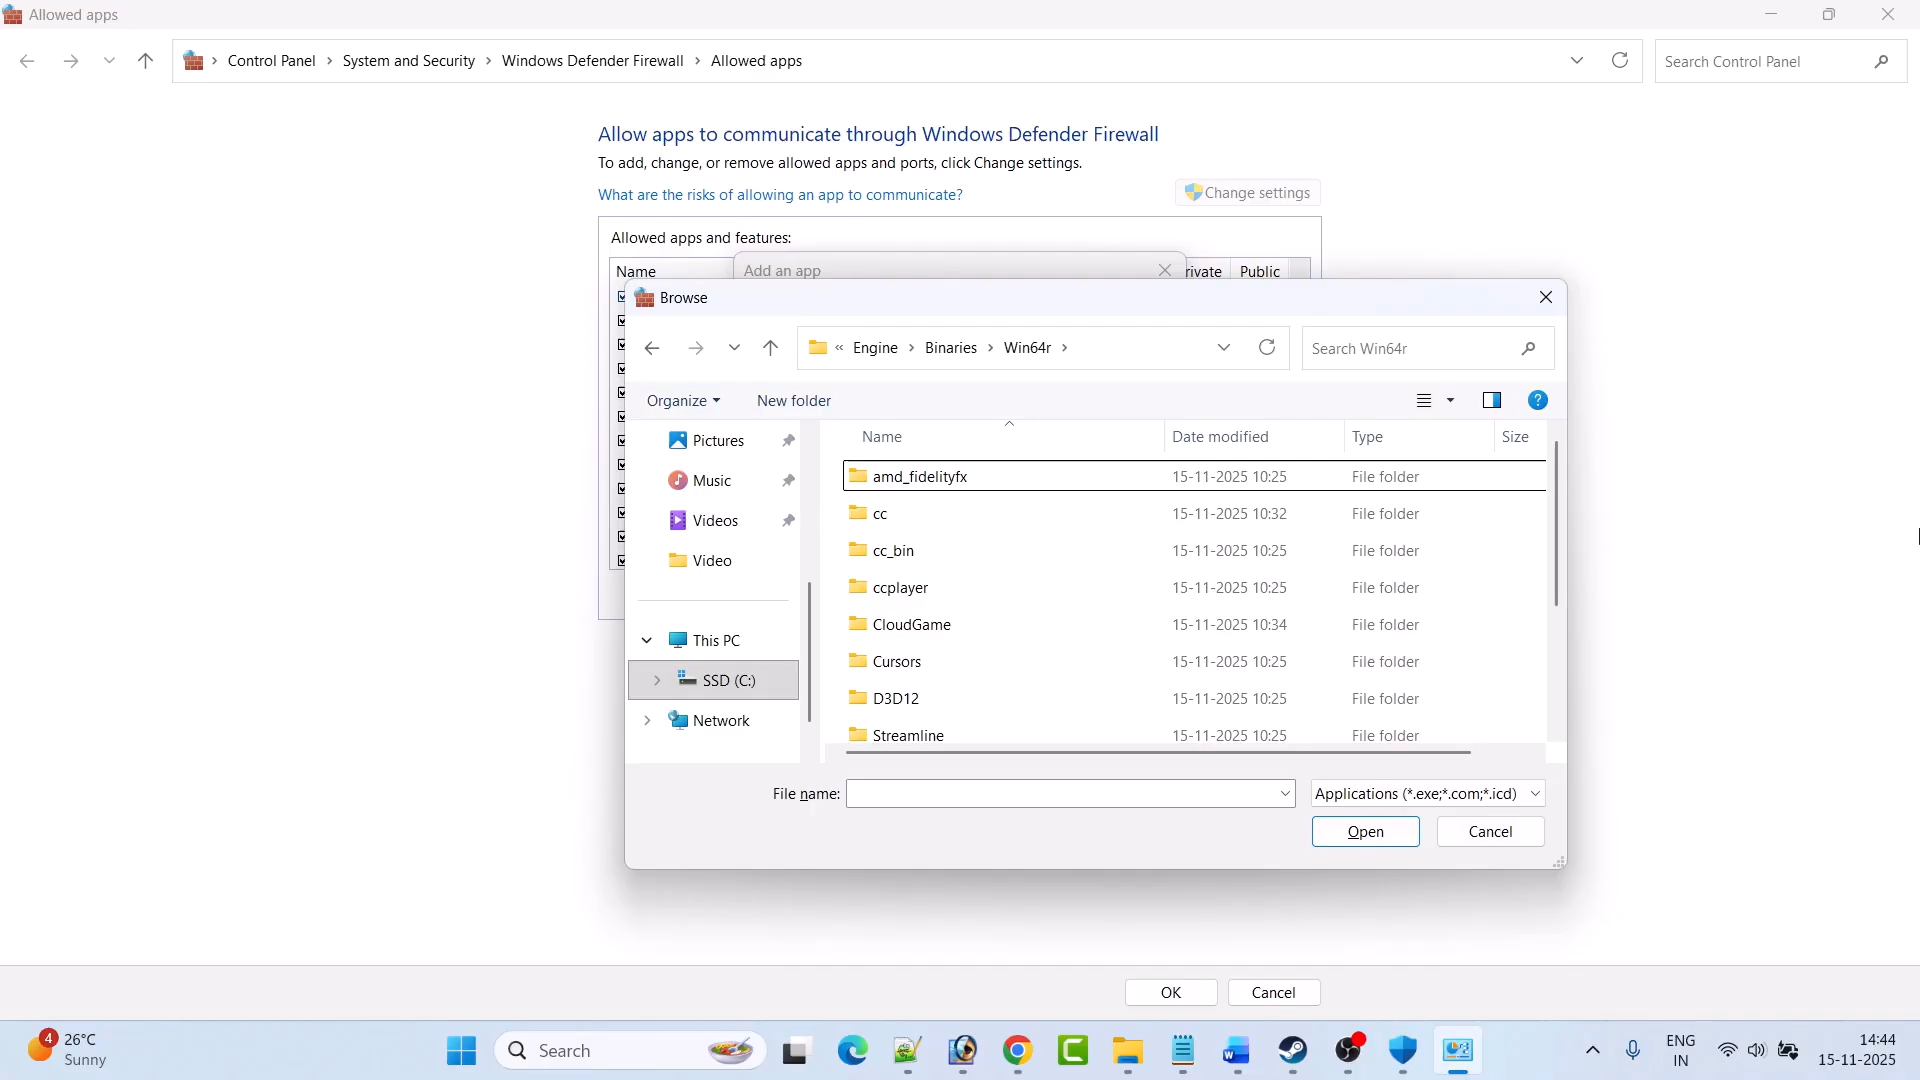 Allowed apps
Control Panel > System and Security > Windows Defender Firewall > Allowed apps
Search Control Panel
Allow apps to communicate through Windows Defender Firewall
To add, change, or remove allowed apps and ports, click Change settings.
What are the risks of allowing an app to communicate?
Change settings
Allowed apps and features:
Name
Add an app
rivate
Public
Browse
« Engine > Binaries > Win64r >
Search Win64r
Organize
New folder
Name Date modified Type Size
Pictures
Music
Videos
Video
This PC
SSD (C:)
Network
amd_fidelityfx 15-11-2025 10:25 File folder
cc 15-11-2025 10:32 File folder
cc_bin 15-11-2025 10:25 File folder
ccplayer 15-11-2025 10:25 File folder
CloudGame 15-11-2025 10:34 File folder
Cursors 15-11-2025 10:25 File folder
D3D12 15-11-2025 10:25 File folder
Streamline 15-11-2025 10:25 File folder
File name:
Applications (*.exe;*.com;*.icd)
Open
Cancel
OK
Cancel
4
26°C
Sunny
Search
ENG
IN
14:44
15-11-2025